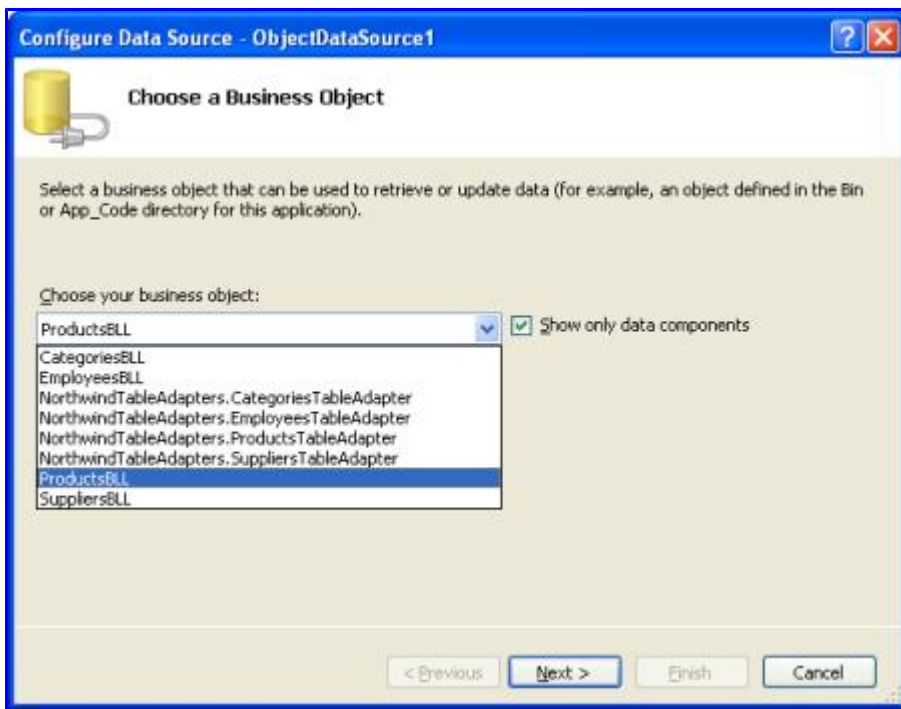 Configure Data Source - ObjectDataSource1
Choose a Business Object
Select a business object that can be used to retrieve or update data (for example, an object defined in the Bin
or App_Code directory for this application).
Choose your business object:
ProductsBLL
Show only data components
CategoriesBLL
EmployeesBLL
NorthwindTableAdapters.CategoriesTableAdapter
NorthwindTableAdapters.EmployeesTableAdapter
NorthwindTableAdapters.ProductsTableAdapter
NorthwindTableAdapters.SuppliersTableAdapter
ProductsBLL
SuppliersBLL
< Previous
Next >
Finish
Cancel